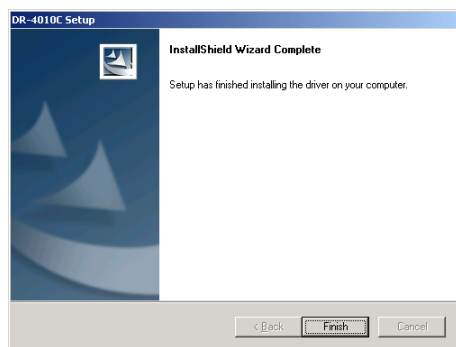 DR-4010C Setup
InstallShield Wizard Complete
Setup has finished installing the driver on your computer.
< Back
Finish
Cancel